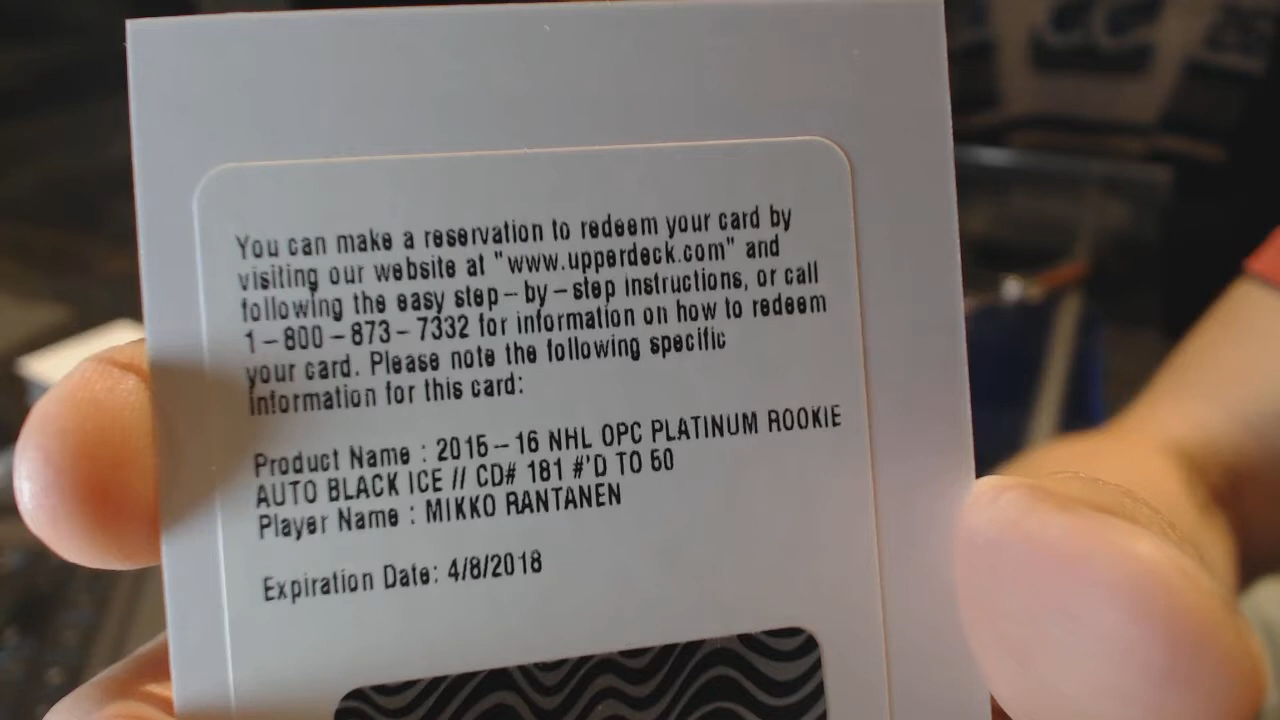 You can make a reservation to redeem your card by
visiting our website at "www.upperdeck.com" and
following the easy step-by-step instructions, or call
1-800-873-7332 for information on how to redeem
your card. Please note the following specific
information for this card:
Product Name : 2015-16 NHL OPC PLATINUM ROOKIE
AUTO BLACK ICE // CD# 181 #'D TO 50
Player Name : MIKKO RANTANEN
Expiration Date: 4/8/2018